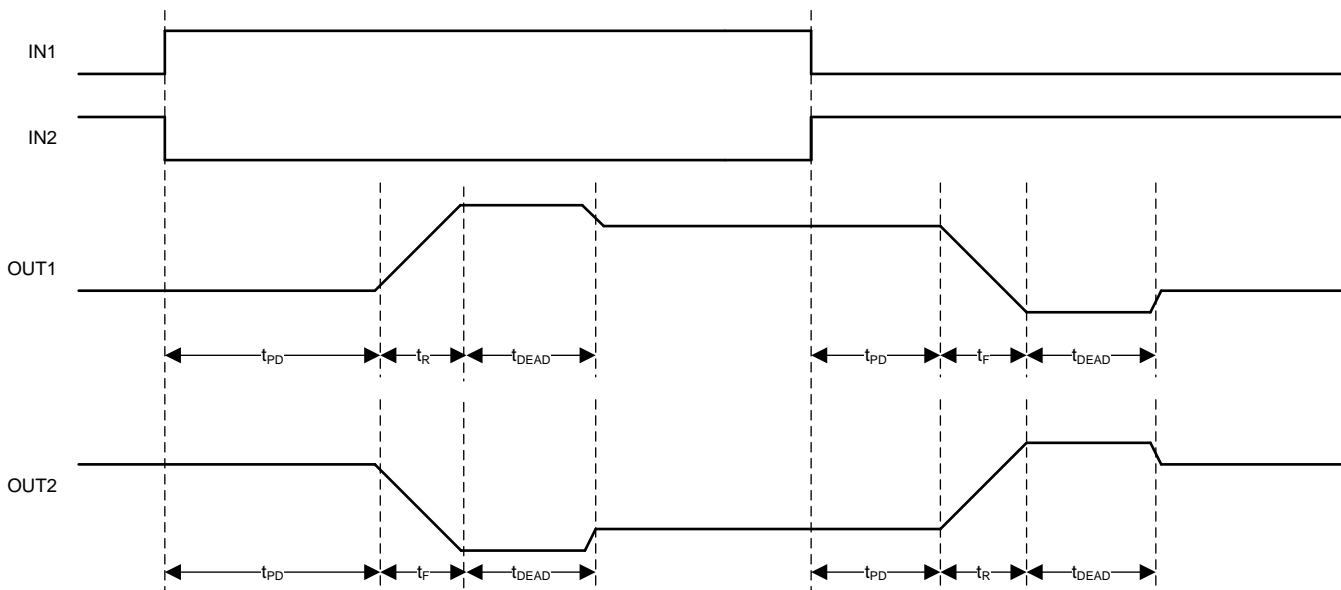 IN1
IN2
OUT1
tPD tR tDEAD tPD tF tDEAD
OUT2
tPD tF tDEAD tPD tR tDEAD